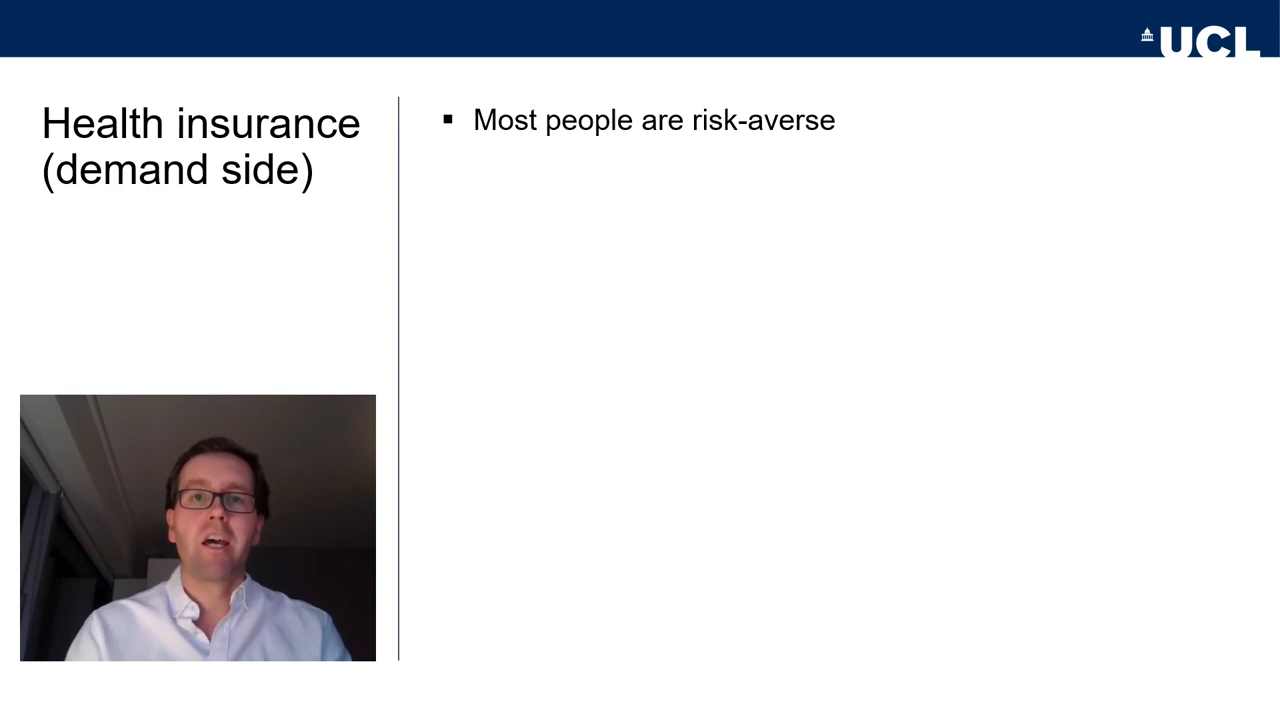 UCL
Health insurance
(demand side)
▪ Most people are risk-averse